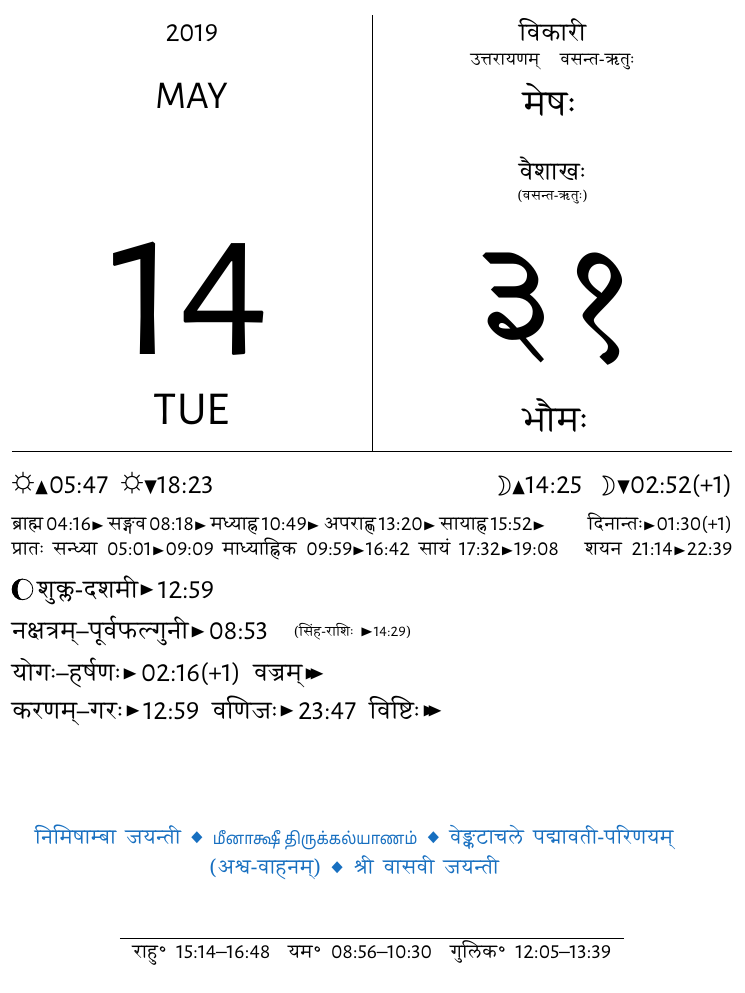 2019
MAY
14
TUE
विकारी
उत्तरायणम् वसन्त-ऋतुः
मेषः
वैशाखः
(वसन्त-ऋतुः)
३१
भौमः
☼▲05:47 ☼▼18:23 ☽▲14:25 ☽▼02:52(+1)
ब्राह्म 04:16► सङ्गव 08:18► मध्याह्न 10:49► अपराह्ण 13:20► सायाह्न 15:52► दिनान्तः►01:30(+1)
प्रातः सन्ध्या 05:01►09:09 माध्याह्निक 09:59►16:42 सायं 17:32►19:08 शयन 21:14►22:39
शुक्ल-दशमी►12:59
नक्षत्रम्–पूर्वफल्गुनी►08:53 (सिंह-राशिः ►14:29)
योगः–हर्षणः►02:16(+1) वज्रम्►►
करणम्–गरः►12:59 वणिजः►23:47 विष्टिः►►
निमिषाम्बा जयन्ती ◆ மீனாக்ஷீ திருக்கல்யாணம் ◆ वेङ्कटाचले पद्मावती-परिणयम्
(अश्व-वाहनम्) ◆ श्री वासवी जयन्ती
राहु° 15:14–16:48 यम° 08:56–10:30 गुलिक° 12:05–13:39